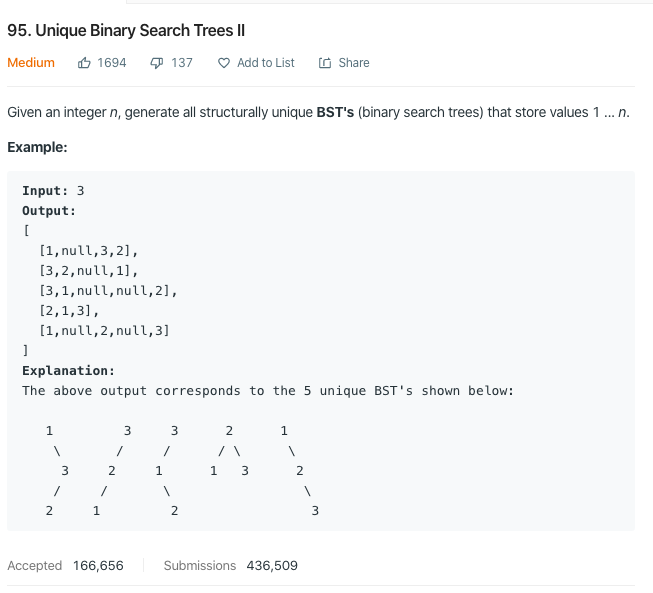 95. Unique Binary Search Trees II
Medium 1694 137 Add to List Share
Given an integer n, generate all structurally unique BST's (binary search trees) that store values 1 ... n.
Example:
Input: 3
Output:
[
  [1,null,3,2],
  [3,2,null,1],
  [3,1,null,null,2],
  [2,1,3],
  [1,null,2,null,3]
]
Explanation:
The above output corresponds to the 5 unique BST's shown below:
   1         3     3      2      1
    \       /     /      / \      \
     3     2     1      1   3      2
    /     /       \                 \
   2     1         2                 3
Accepted 166,656 Submissions 436,509